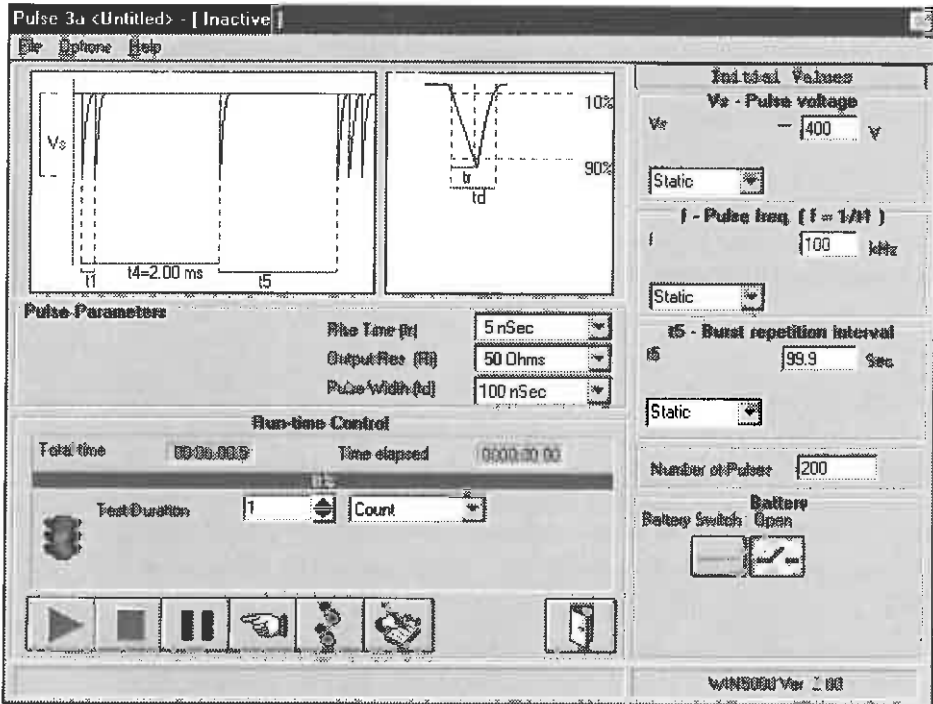 Pulse 3a <Untitled> - [ Inactive ]
File Options Help
Vs
t1
t4=2.00 ms
t5
10%
90%
tr
td
Initial Values
Vs - Pulse voltage
Vs - 400 V
Static
f - Pulse freq. ( f = 1/t1 )
f 100 kHz
Static
t5 - Burst repetition interval
t5 99.9 Sec
Static
Pulse Parameters
Rise Time (tr) 5 nSec
Output Res (Ri) 50 Ohms
Pulse Width (td) 100 nSec
Run-time Control
Total time
Time elapsed 0000:00:00
Test Duration 1 Count
Number of Pulses 200
Battery
Battery Switch Open
WIN5000 Ver